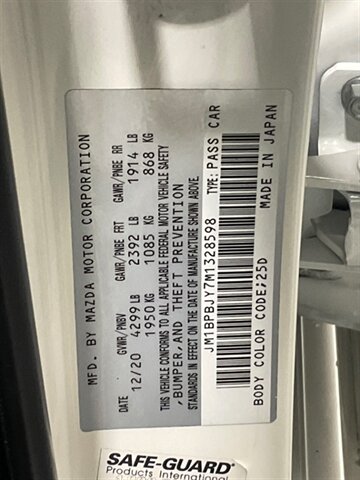 MFD. BY MAZDA MOTOR CORPORATION
DATE GVWR/PNBV GAWR/PNBE FRT GAWR/PNBE RR
12/20 4299 LB 2392 LB 1914 LB
1950 KG 1085 KG 868 KG
THIS VEHICLE CONFORMS TO ALL APPLICABLE FEDERAL MOTOR VEHICLE SAFETY
,BUMPER,AND THEFT PREVENTION
STANDARDS IN EFFECT ON THE DATE OF MANUFACTURE SHOWN ABOVE.
JM1BPBJY7M1328598 TYPE: PASS CAR
BODY COLOR CODE;25D MADE IN JAPAN
SAFE-GUARD
Products International